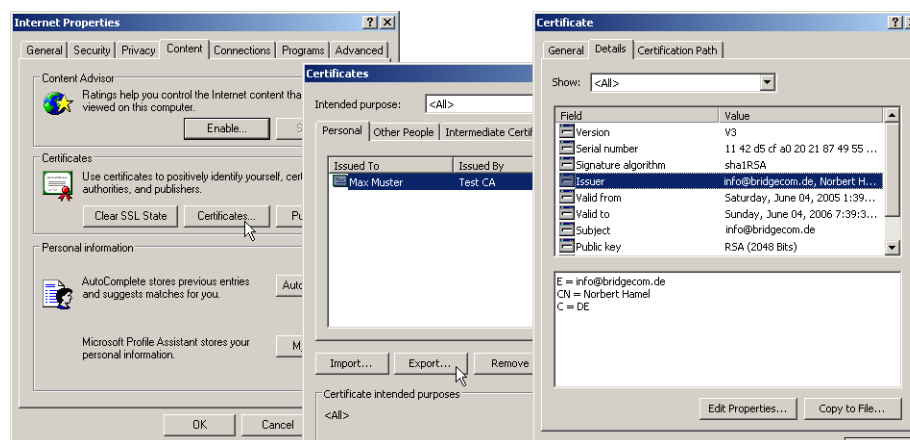 Internet Properties
General Security Privacy Content Connections Programs Advanced
Content Advisor
Ratings help you control the Internet content tha
viewed on this computer.
Enable...
Certificates
Use certificates to positively identify yourself, cert
authorities, and publishers.
Clear SSL State Certificates... Pu
Personal information
AutoComplete stores previous entries
and suggests matches for you.
Auto
Microsoft Profile Assistant stores your
personal information.
M
OK Cancel
Certificates
Intended purpose: <All>
Personal Other People Intermediate Certif
Issued To Issued By
Max Muster Test CA
Import... Export... Remove
Certificate intended purposes
<All>
Certificate
General Details Certification Path
Show: <All>
Field Value
Version V3
Serial number 11 42 d5 cf a0 20 21 87 49 55 ...
Signature algorithm sha1RSA
Issuer info@bridgecom.de, Norbert H...
Valid from Saturday, June 04, 2005 1:39...
Valid to Sunday, June 04, 2006 7:39:3...
Subject info@bridgecom.de
Public key RSA (2048 Bits)
E = info@bridgecom.de
CN = Norbert Hamel
C = DE
Edit Properties... Copy to File...